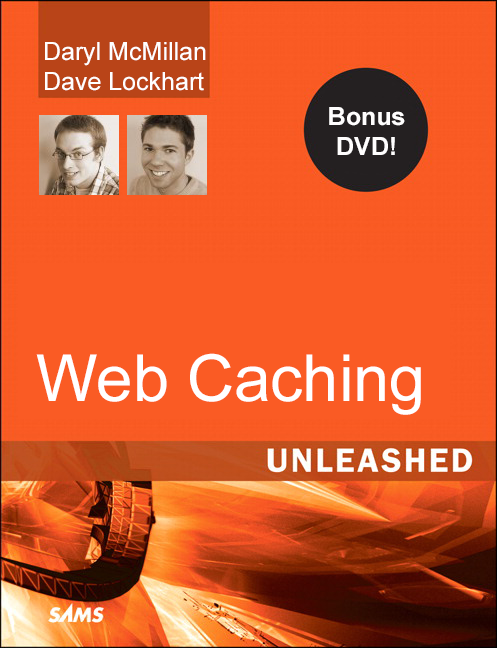 Daryl McMillan
Dave Lockhart
Bonus
DVD!
Web Caching
UNLEASHED
SAMS